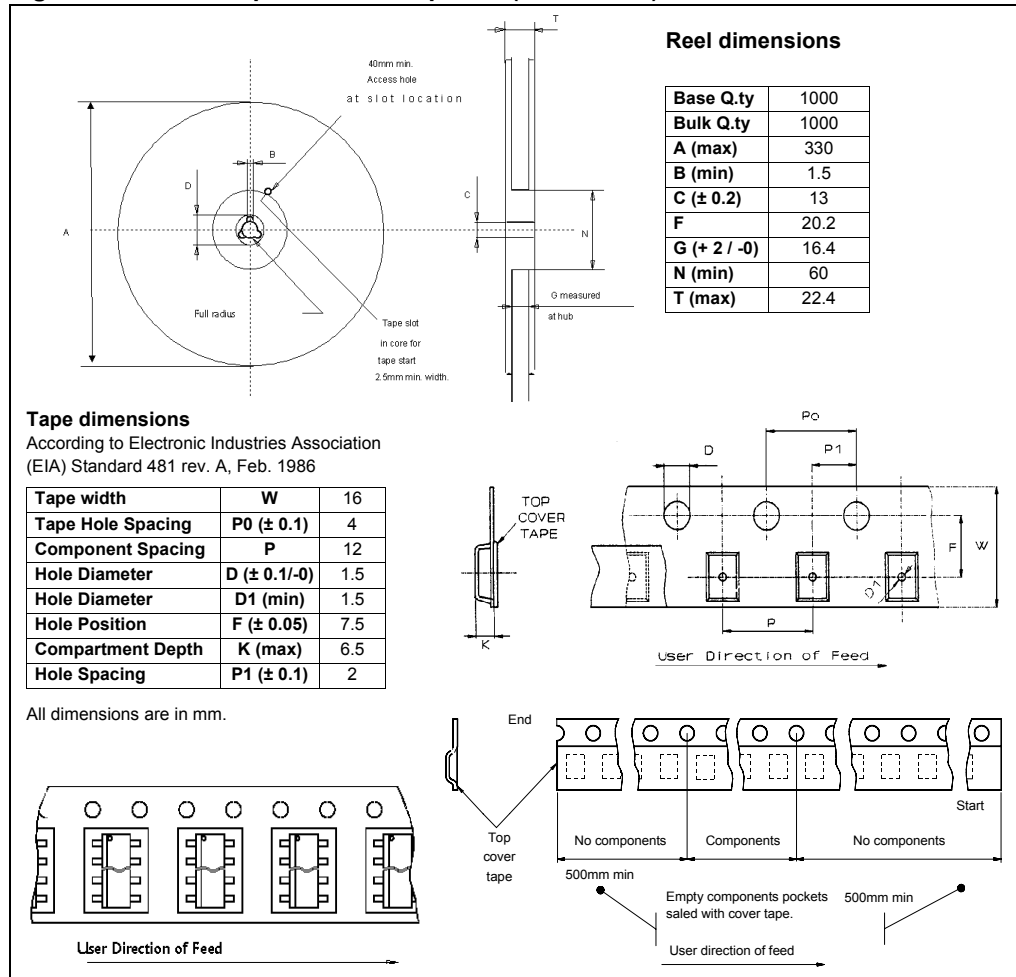 T
40mm min.
Access hole
at slot location
B
D
C
A
N
Full radius
G measured
at hub
Tape slot
in core for
tape start
2.5mm min. width.
Reel dimensions
Base Q.ty 1000
Bulk Q.ty 1000
A (max) 330
B (min) 1.5
C (± 0.2) 13
F 20.2
G (+ 2 / -0) 16.4
N (min) 60
T (max) 22.4
Tape dimensions
According to Electronic Industries Association
(EIA) Standard 481 rev. A, Feb. 1986
Tape width W 16
Tape Hole Spacing P0 (± 0.1) 4
Component Spacing P 12
Hole Diameter D (± 0.1/-0) 1.5
Hole Diameter D1 (min) 1.5
Hole Position F (± 0.05) 7.5
Compartment Depth K (max) 6.5
Hole Spacing P1 (± 0.1) 2
All dimensions are in mm.
Po
D
P1
TOP
COVER
TAPE
F
W
D1
K
P
User Direction of Feed
End
Start
Top
cover
tape
No components
Components
No components
500mm min
Empty components pockets
saled with cover tape.
500mm min
User direction of feed
User Direction of Feed